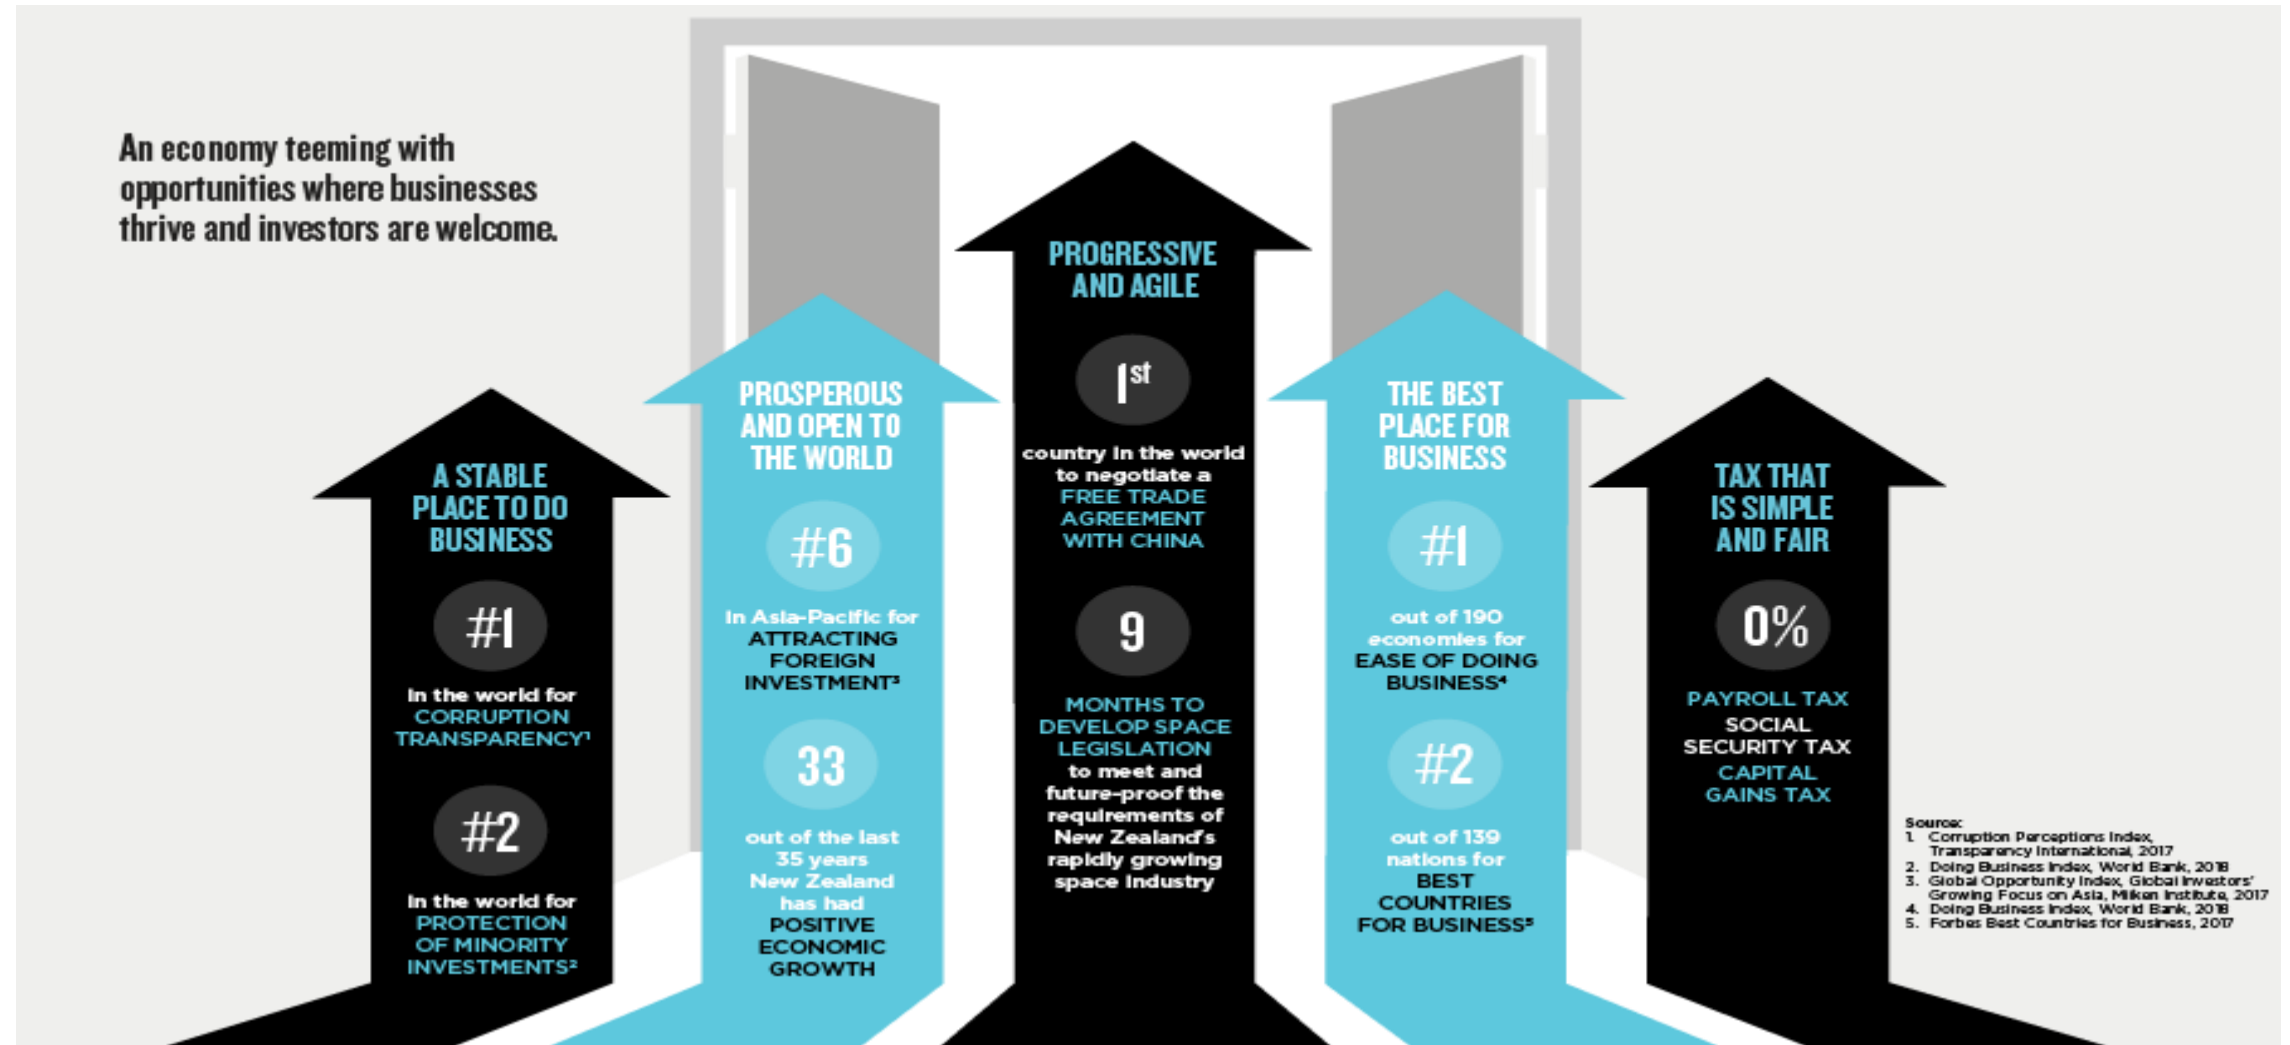 An economy teeming with
opportunities where businesses
thrive and investors are welcome.
A STABLE
PLACE TO DO
BUSINESS
#1
in the world for
CORRUPTION
TRANSPARENCY¹
#2
in the world for
PROTECTION
OF MINORITY
INVESTMENTS²
PROSPEROUS
AND OPEN TO
THE WORLD
#6
in Asia-Pacific for
ATTRACTING
FOREIGN
INVESTMENT³
33
out of the last
35 years
New Zealand
has had
POSITIVE
ECONOMIC
GROWTH
PROGRESSIVE
AND AGILE
1st
country in the world
to negotiate a
FREE TRADE
AGREEMENT
WITH CHINA
9
MONTHS TO
DEVELOP SPACE
LEGISLATION
to meet and
future-proof the
requirements of
New Zealand's
rapidly growing
space industry
THE BEST
PLACE FOR
BUSINESS
#1
out of 190
economies for
EASE OF DOING
BUSINESS⁴
#2
out of 139
nations for
BEST
COUNTRIES
FOR BUSINESS⁵
TAX THAT
IS SIMPLE
AND FAIR
0%
PAYROLL TAX
SOCIAL
SECURITY TAX
CAPITAL
GAINS TAX
Source:
1. Corruption Perceptions Index,
Transparency International, 2017
2. Doing Business Index, World Bank, 2018
3. Global Opportunity Index, Global Investors'
Growing Focus on Asia, Milken Institute, 2017
4. Doing Business Index, World Bank, 2018
5. Forbes Best Countries for Business, 2017